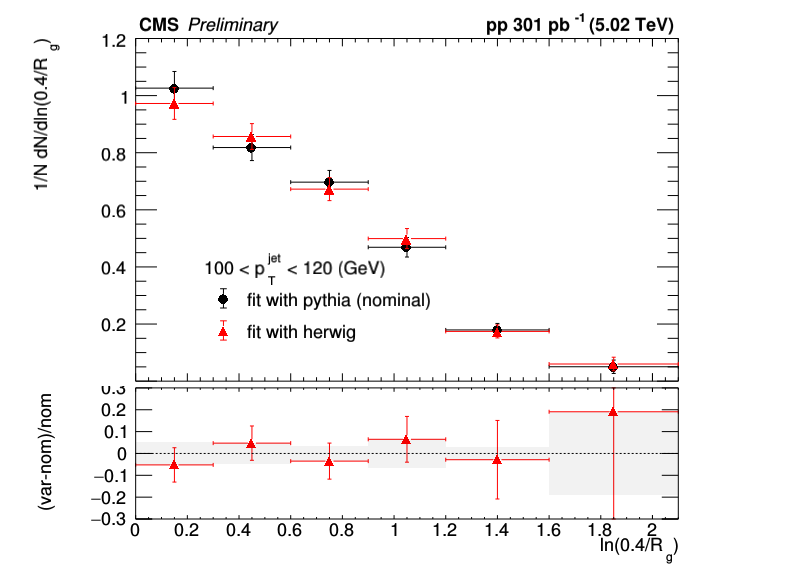 CMS Preliminary pp 301 pb⁻¹ (5.02 TeV)
1/N dN/dln(0.4/R_g)
1.2
1
0.8
0.6
0.4
0.2
100 < p_T^jet < 120 (GeV)
fit with pythia (nominal)
fit with herwig
(var-nom)/nom
0.3
0.2
0.1
0
−0.1
−0.2
−0.3
0 0.2 0.4 0.6 0.8 1 1.2 1.4 1.6 1.8 2
ln(0.4/R_g)